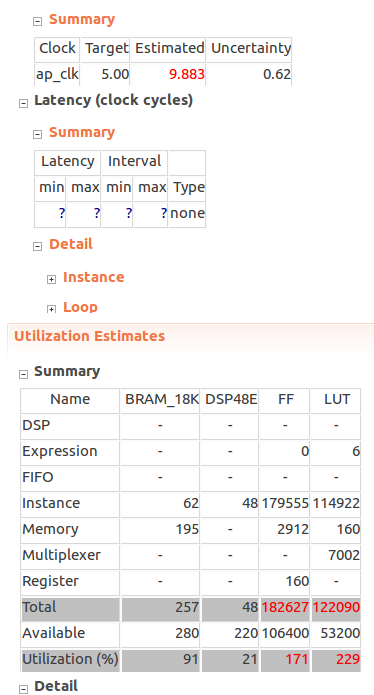 Summary
Clock Target Estimated Uncertainty
ap_clk 5.00 9.883 0.62
Latency (clock cycles)
Summary
Latency Interval
min max min max Type
? ? ? ? none
Detail
Instance
Loop
Utilization Estimates
Summary
Name BRAM_18K DSP48E FF LUT
DSP - - - -
Expression - - 0 6
FIFO - - - -
Instance 62 48 179555 114922
Memory 195 - 2912 160
Multiplexer - - - 7002
Register - - 160 -
Total 257 48 182627 122090
Available 280 220 106400 53200
Utilization (%) 91 21 171 229
Detail